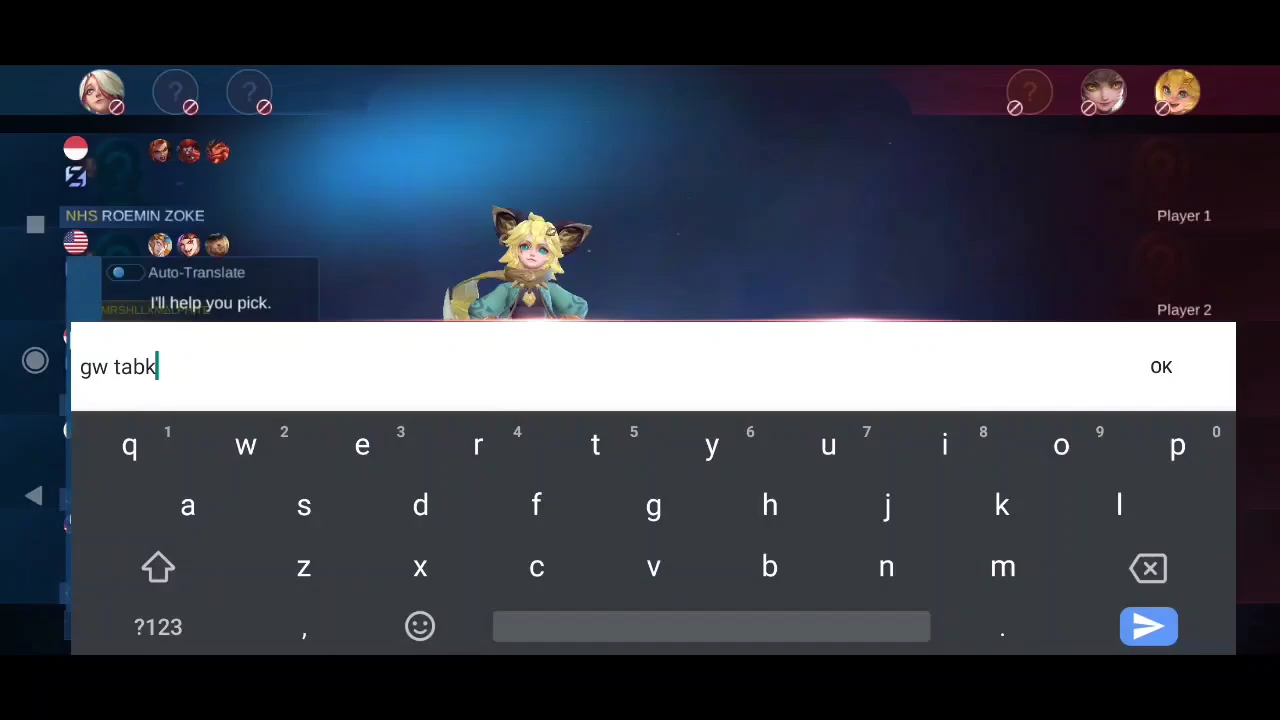 NHS ROEMIN ZOKE
Player 1
Auto-Translate
I'll help you pick.
Player 2
gw tabk
OK
1 2 3 4 5 6 7 8 9 0
q w e r t y u i o p
a s d f g h j k l
z x c v b n m
?123 , .